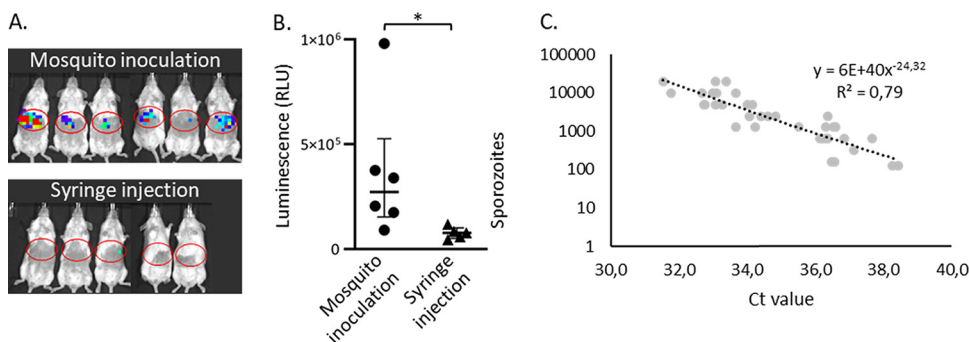 A.
Mosquito inoculation
Syringe injection
B.
*
Luminescence (RLU)
1×10⁶
5×10⁵
0
Mosquito
inoculation
Syringe
injection
C.
Sporozoites
100000
10000
1000
100
10
1
y = 6E+40x⁻²⁴,³²
R² = 0,79
30,0 32,0 34,0 36,0 38,0 40,0
Ct value